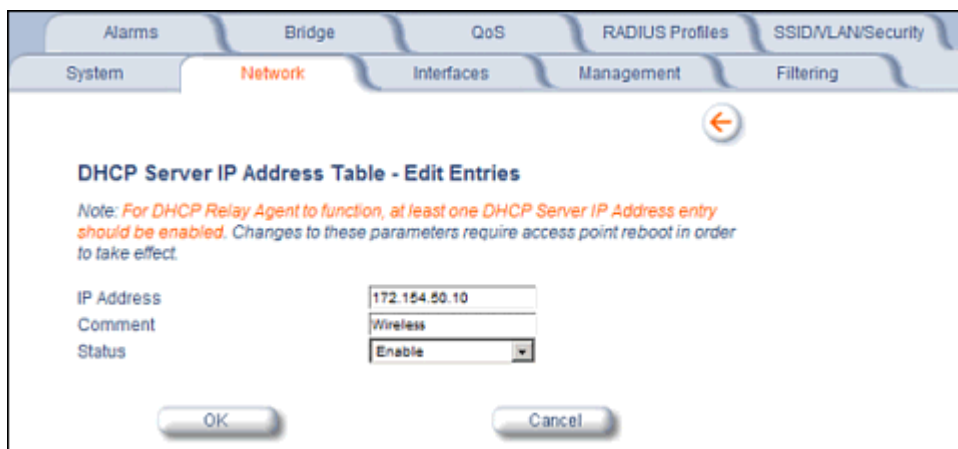 Alarms Bridge QoS RADIUS Profiles SSID/VLAN/Security
System Network Interfaces Management Filtering
DHCP Server IP Address Table - Edit Entries
Note: For DHCP Relay Agent to function, at least one DHCP Server IP Address entry
should be enabled. Changes to these parameters require access point reboot in order
to take effect.
IP Address 172.154.50.10
Comment Wireless
Status Enable
OK Cancel